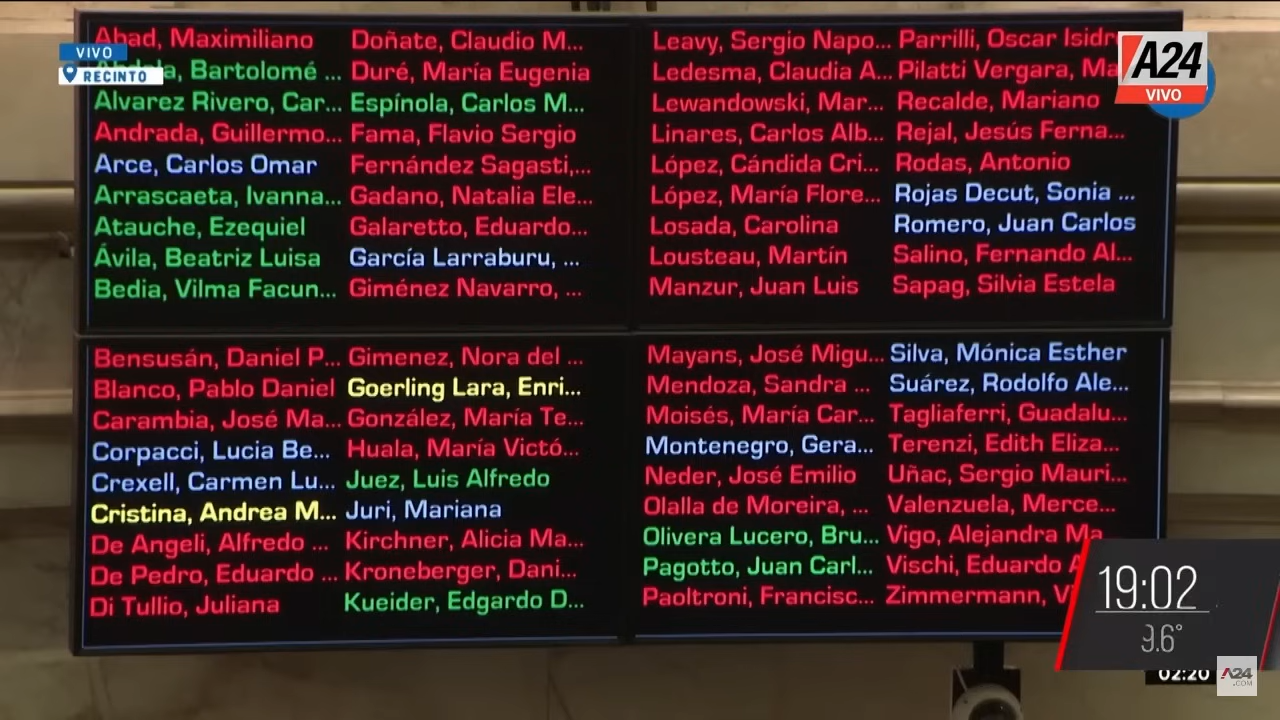 VIVO
RECINTO
Abad, Maximiliano
Bartolomé ...
Alvarez Rivero, Car...
Andrada, Guillermo...
Arce, Carlos Omar
Arrascaeta, Ivanna...
Atauche, Ezequiel
Ávila, Beatriz Luisa
Bedia, Vilma Facun...
Bensusán, Daniel P...
Blanco, Pablo Daniel
Carambia, José Ma...
Corpacci, Lucia Be...
Crexell, Carmen Lu...
Cristina, Andrea M...
De Angeli, Alfredo ...
De Pedro, Eduardo ...
Di Tullio, Juliana
Doñate, Claudio M...
Duré, María Eugenia
Espínola, Carlos M...
Fama, Flavio Sergio
Fernández Sagasti,...
Gadano, Natalia Ele...
Galaretto, Eduardo...
García Larraburu, ...
Giménez Navarro, ...
Gimenez, Nora del ...
Goerling Lara, Enri...
González, María Te...
Huala, María Victó...
Juez, Luis Alfredo
Juri, Mariana
Kirchner, Alicia Ma...
Kroneberger, Dani...
Kueider, Edgardo D...
Leavy, Sergio Napo...
Ledesma, Claudia A...
Lewandowski, Mar...
Linares, Carlos Alb...
López, Cándida Cri...
López, María Flore...
Losada, Carolina
Lousteau, Martín
Manzur, Juan Luis
Mayans, José Migu...
Mendoza, Sandra ...
Moisés, María Car...
Montenegro, Gera...
Neder, José Emilio
Olalla de Moreira, ...
Olivera Lucero, Bru...
Pagotto, Juan Carl...
Paoltroni, Francisc...
Parrilli, Oscar Isidr
Pilatti Vergara, Ma
Recalde, Mariano
Rejal, Jesús Ferna...
Rodas, Antonio
Rojas Decut, Sonia ...
Romero, Juan Carlos
Salino, Fernando Al...
Sapag, Silvia Estela
Silva, Mónica Esther
Suárez, Rodolfo Ale...
Tagliaferri, Guadalu...
Terenzi, Edith Eliza...
Uñac, Sergio Mauri...
Valenzuela, Merce...
Vigo, Alejandra Ma
Vischi, Eduardo A
Zimmermann, V
A24
VIVO
19:02
9.6°
02:20
A24
.COM